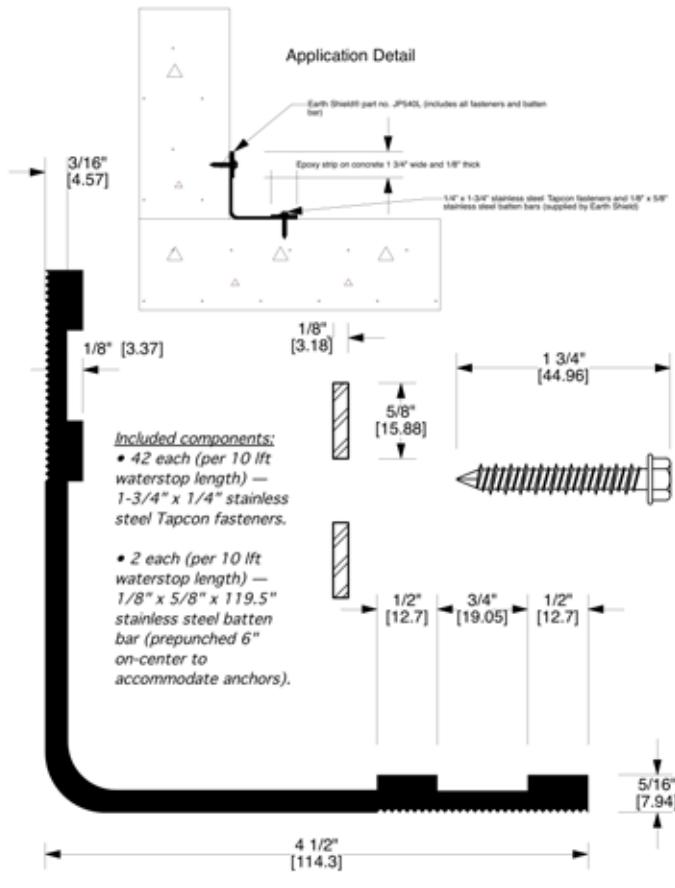 Application Detail
Earth Shield® part no. JP540L (includes all fasteners and batten
bar)
3/16"
[4.57]
Epoxy strip on concrete 1 3/4" wide and 1/8" thick
1/4" x 1-3/4" stainless steel Tapcon fasteners and 1/8" x 5/8"
stainless steel batten bars (supplied by Earth Shield)
1/8" [3.37]
1/8"
[3.18]
1 3/4"
[44.96]
5/8"
[15.88]
Included components:
• 42 each (per 10 lft
waterstop length) —
1-3/4" x 1/4" stainless
steel Tapcon fasteners.
• 2 each (per 10 lft
waterstop length) —
1/8" x 5/8" x 119.5"
stainless steel batten
bar (prepunched 6"
on-center to
accommodate anchors).
1/2"
[12.7]
3/4"
[19.05]
1/2"
[12.7]
5/16"
[7.94]
4 1/2"
[114.3]